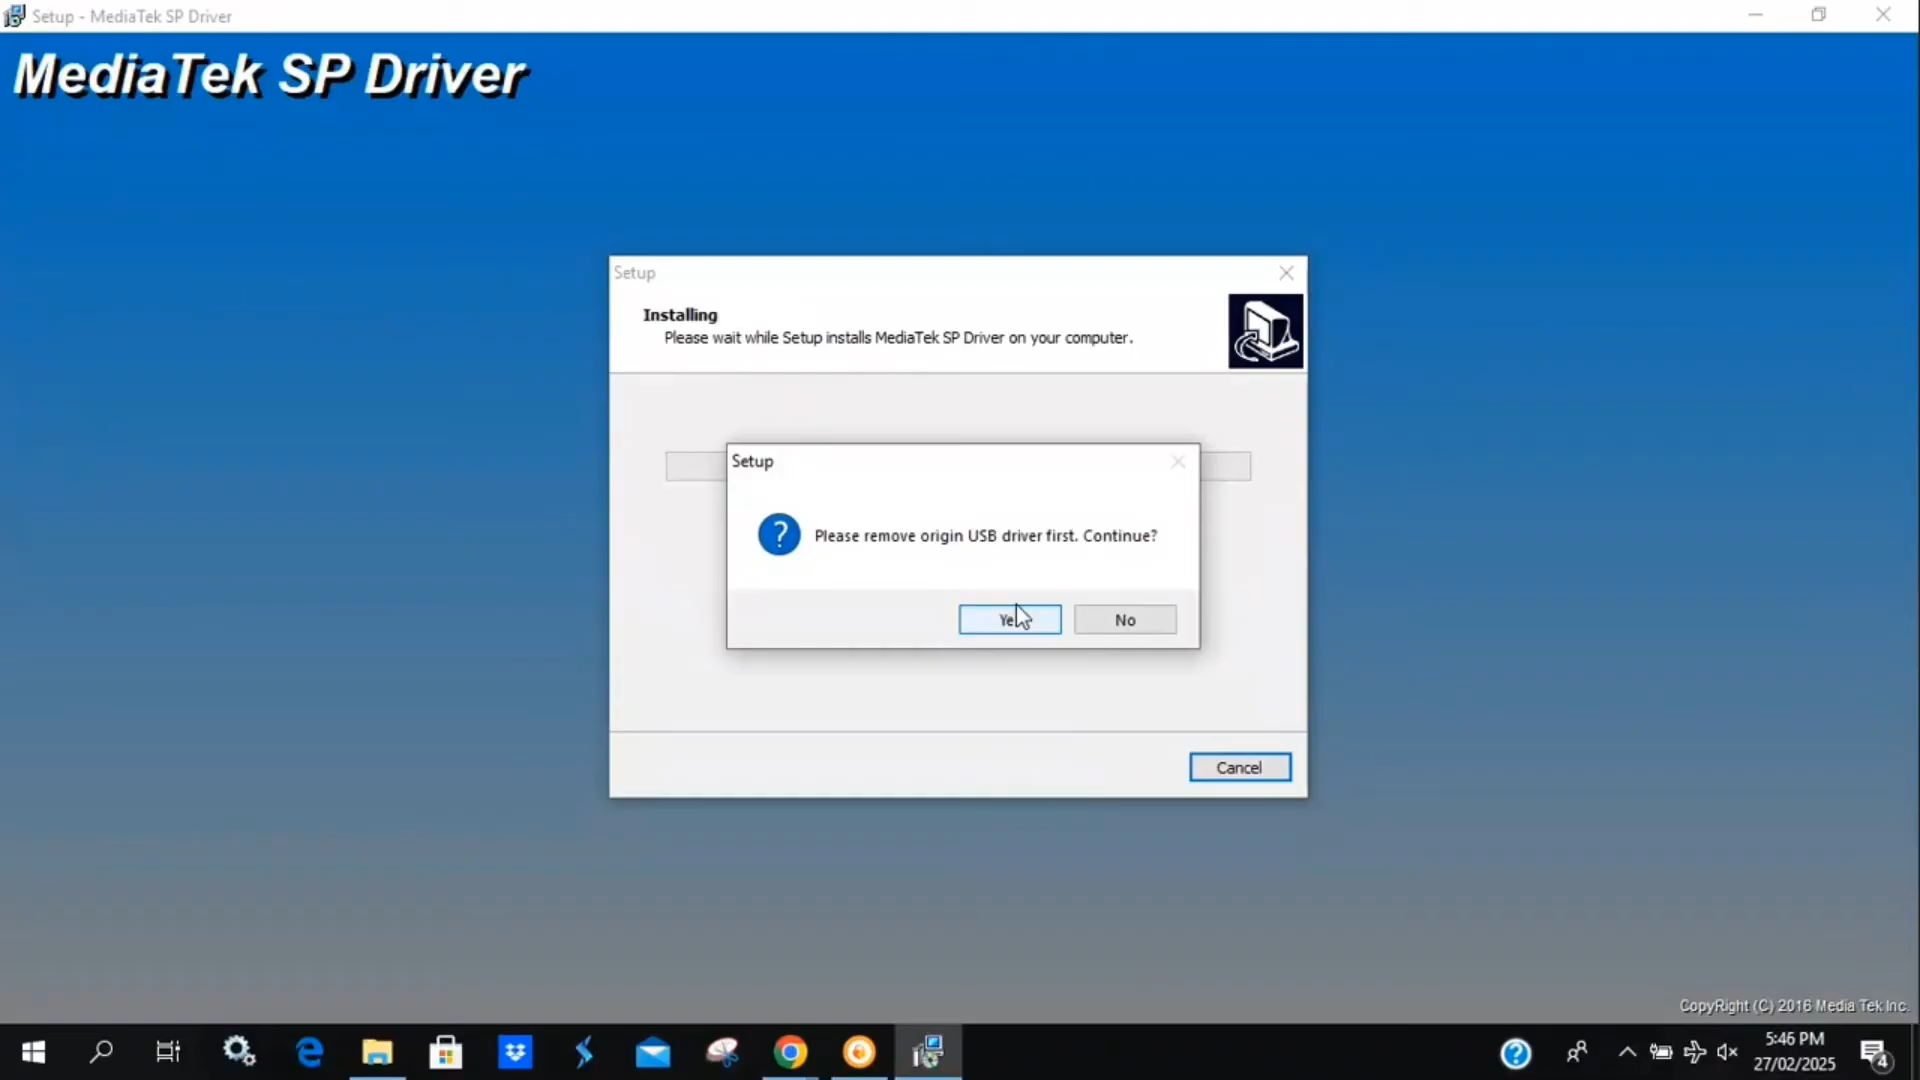 Setup - MediaTek SP Driver
MediaTek SP Driver
Setup
Installing
Please wait while Setup installs MediaTek SP Driver on your computer.
Setup
?
Please remove origin USB driver first. Continue?
No
Cancel
CopyRight (C) 2016 MediaTek Inc.
5:46 PM
27/02/2025
4